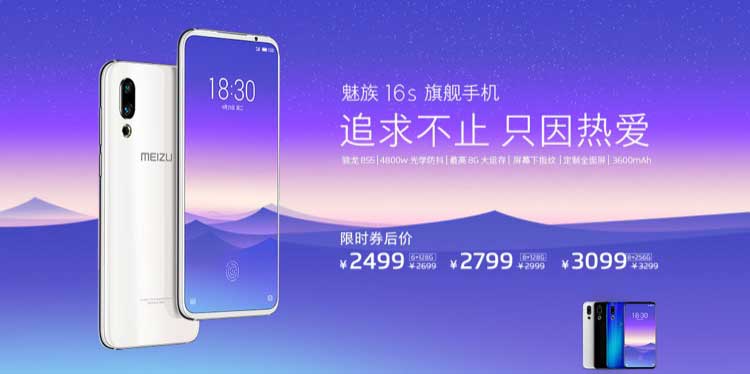 魅族 16s 旗舰手机
追求不止 只因热爱
骁龙 855 | 4800w 光学防抖 | 最高 8G 大运存 | 屏幕下指纹 | 定制全面屏 | 3600mAh
限时券后价
¥2499 6+128G ¥2699 ¥2799 8+128G ¥2999 ¥3099 8+256G ¥3299
18:30
MEIZU
18:30